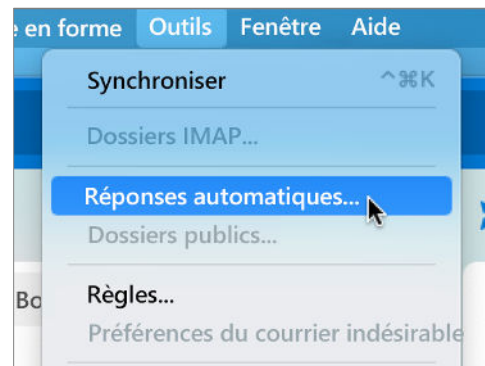 e en forme Outils Fenêtre Aide
Synchroniser ^⌘K
Dossiers IMAP...
Réponses automatiques...
Dossiers publics...
Bo
Règles...
Préférences du courrier indésirable